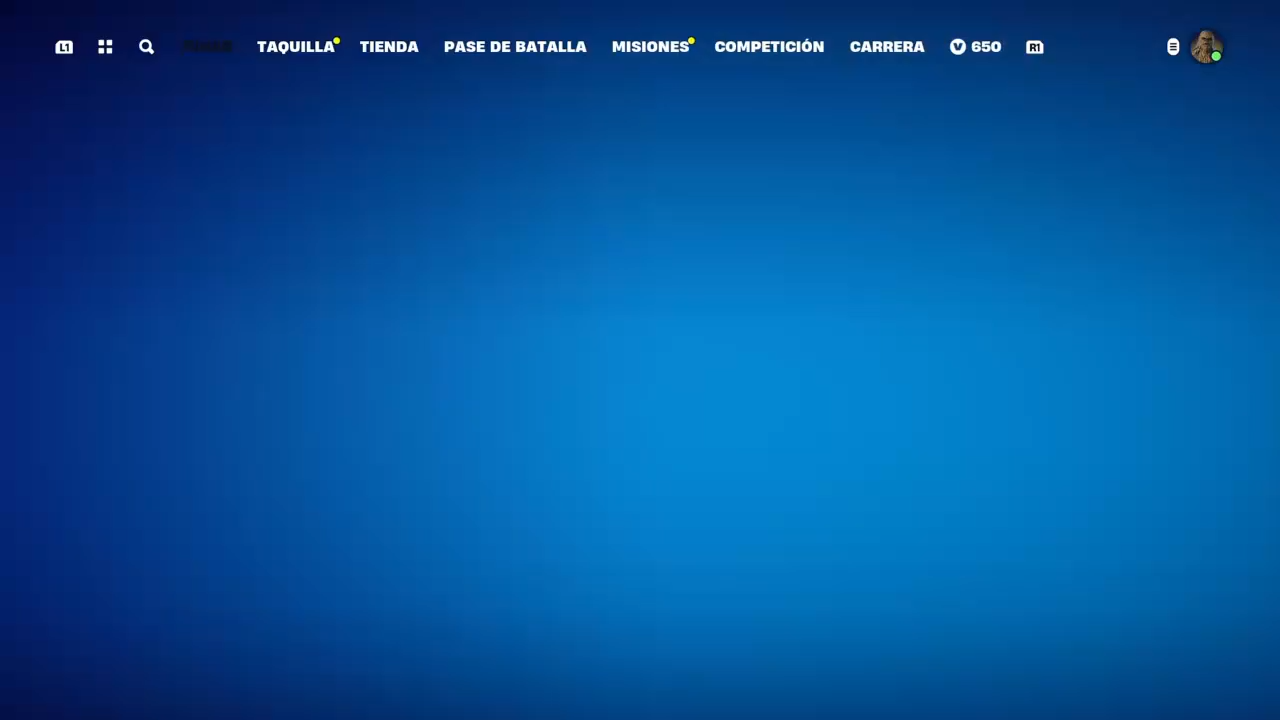 L1 TAQUILLA TIENDA PASE DE BATALLA MISIONES COMPETICIÓN CARRERA V 650 R1